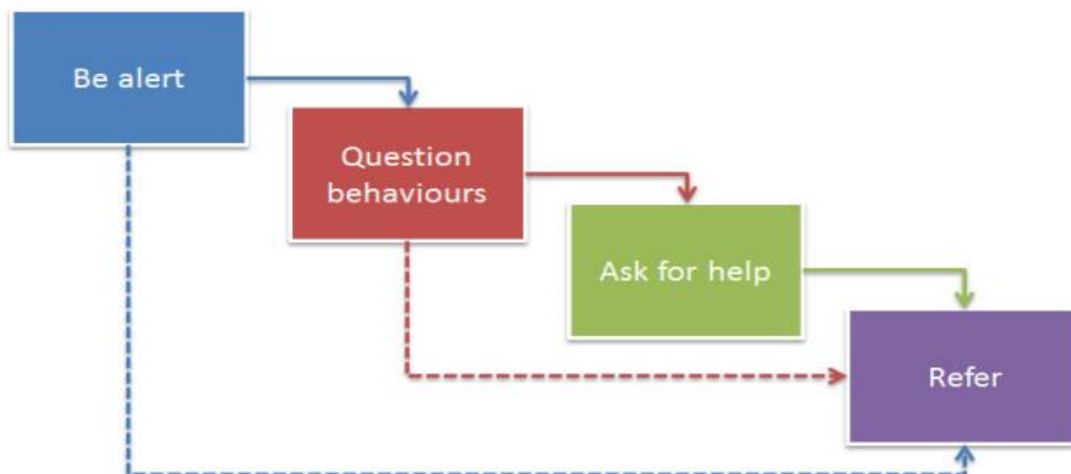 Be alert
Question
behaviours
Ask for help
Refer